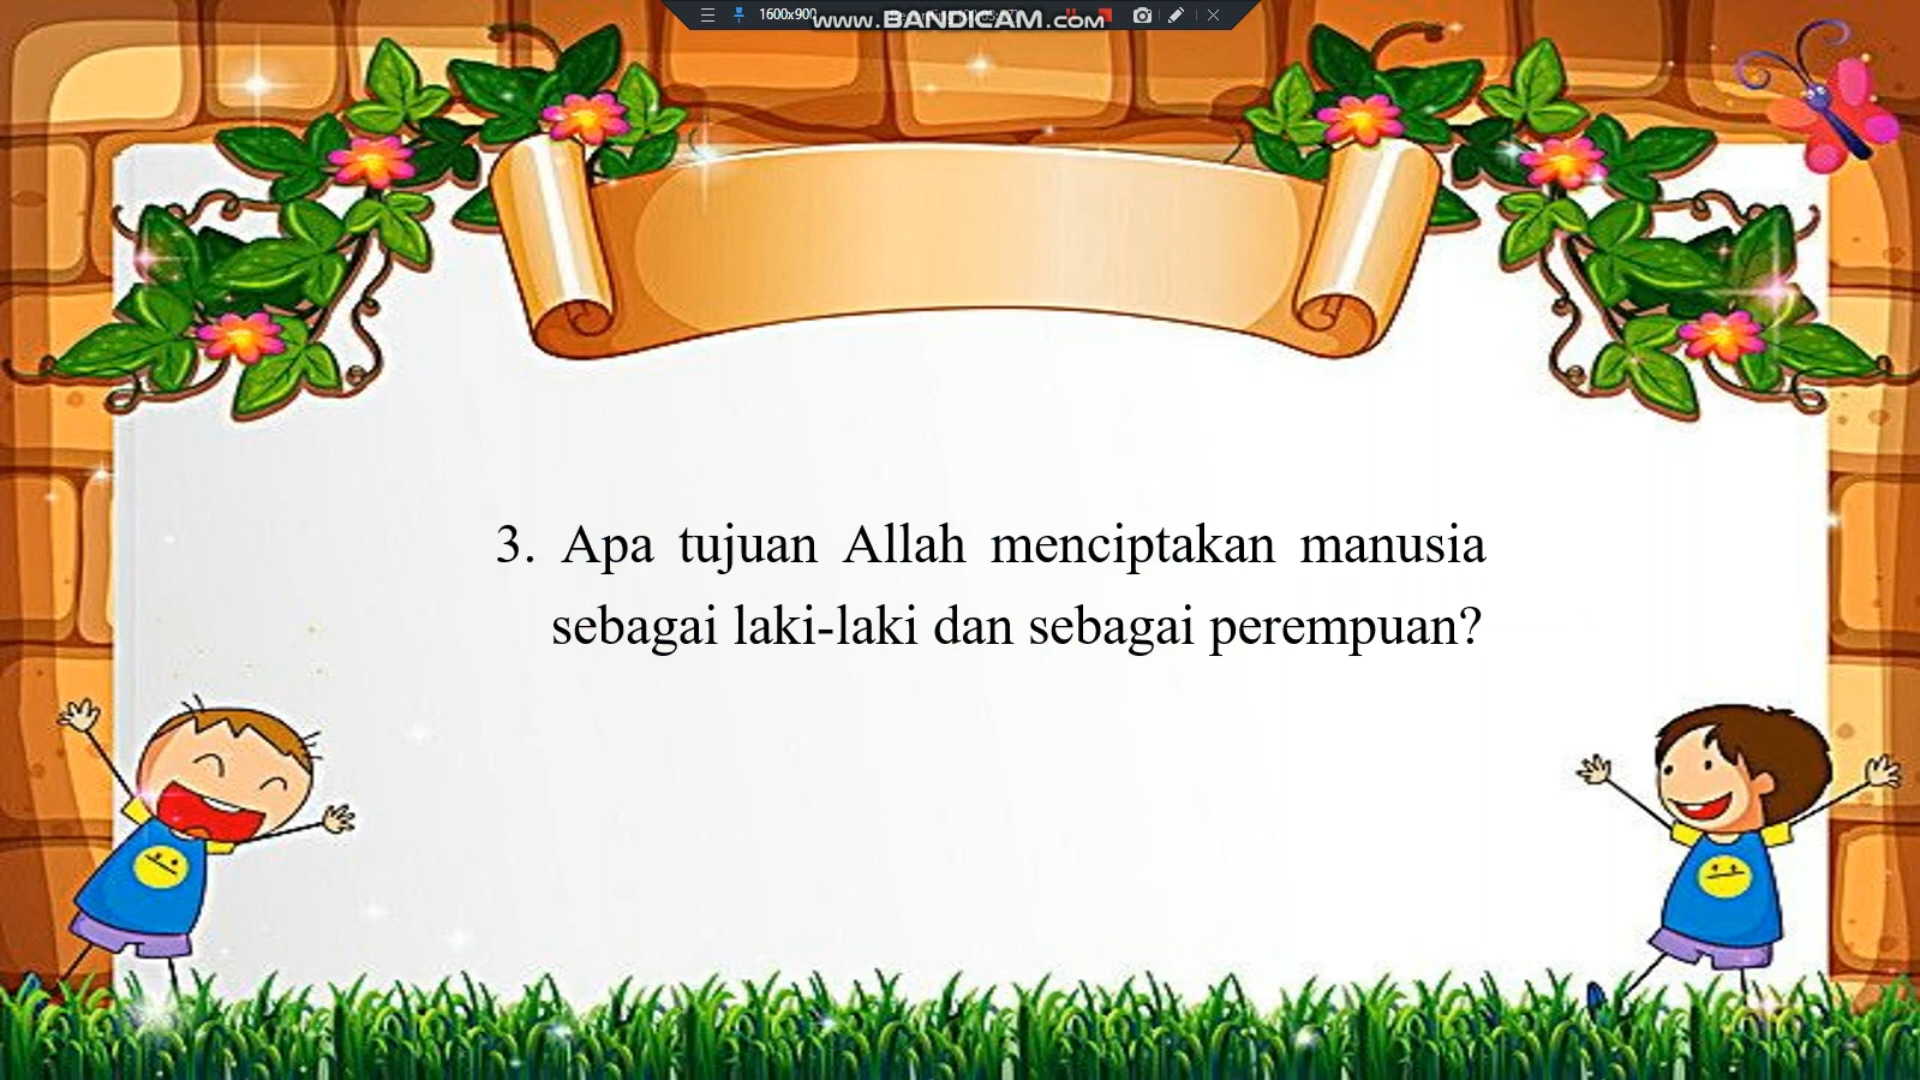 1600x900
www.BANDICAM.com
3. Apa tujuan Allah menciptakan manusia
sebagai laki-laki dan sebagai perempuan?